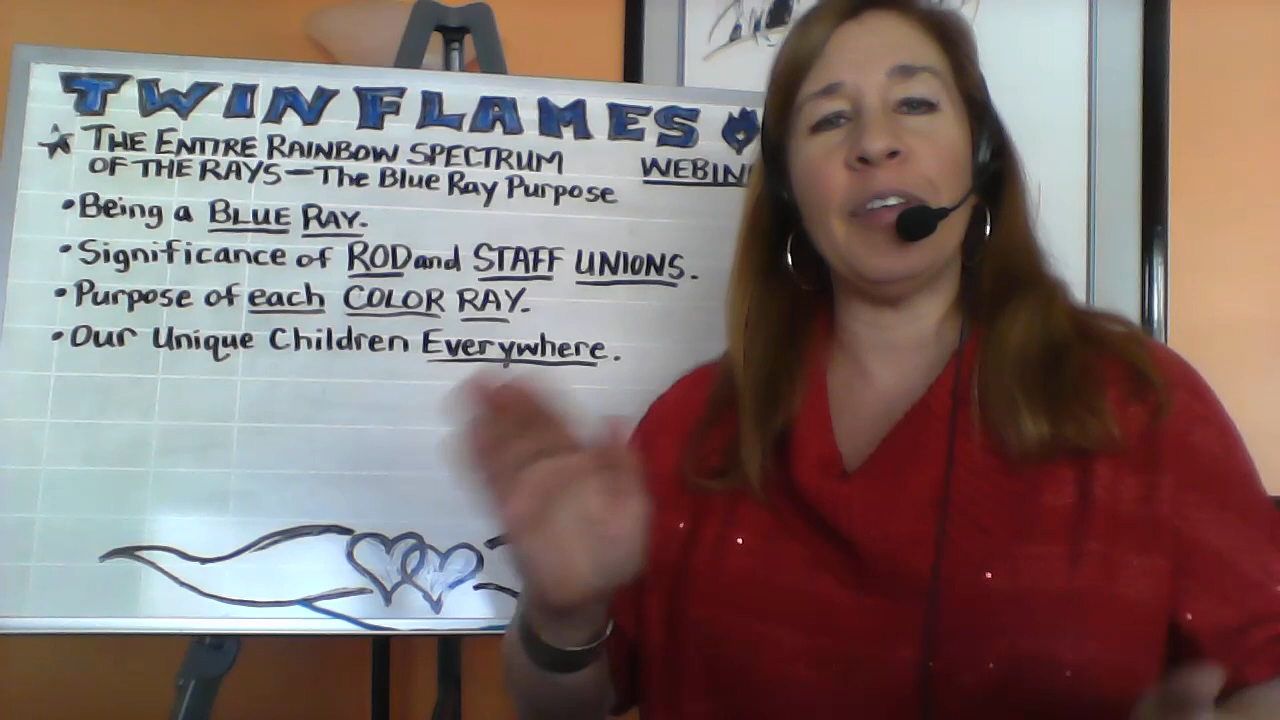 TWIN FLAMES
☆ THE ENTIRE RAINBOW SPECTRUM
OF THE RAYS—The Blue Ray Purpose
WEBIN
• Being a BLUE RAY.
• Significance of ROD and STAFF UNIONS.
• Purpose of each COLOR RAY.
• Our Unique Children Everywhere.